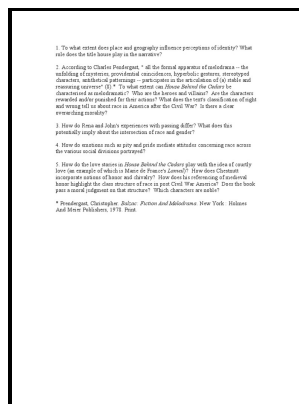 1. To what extent does place and geography influence perceptions of identity? What
role does the title house play in the narrative?
2. According to Charles Pendergast, " all the formal apparatus of melodrama -- the
unfolding of mysteries, providential coincidences, hyperbolic gestures, stereotyped
characters, antithetical patternings -- participates in the articulation of (a) stable and
reassuring universe" (8).* To what extent can House Behind the Cedars be
characterised as melodramatic? Who are the heroes and villains? Are the characters
rewarded and/or punished for their actions? What does the text's classification of right
and wrong tell us about race in America after the Civil War? Is there a clear
overarching morality?
3. How do Rena and John's experiences with passing differ? What does this
potentially imply about the intersection of race and gender?
4. How do emotions such as pity and pride mediate attitudes concerning race across
the various social divisions portrayed?
5. How do the love stories in House Behind the Cedars play with the idea of courtly
love (an example of which is Marie de France's Lanval)? How does Chesnutt
incorporate notions of honor and chivalry? How does his referencing of medieval
honor highlight the class structure of race in post Civil War America? Does the book
pass a moral judgment on that structure? Which characters are noble?
* Prendergast, Christopher. Balzac: Fiction And Melodrama. New York: Holmes
And Meier Publishers, 1978. Print.